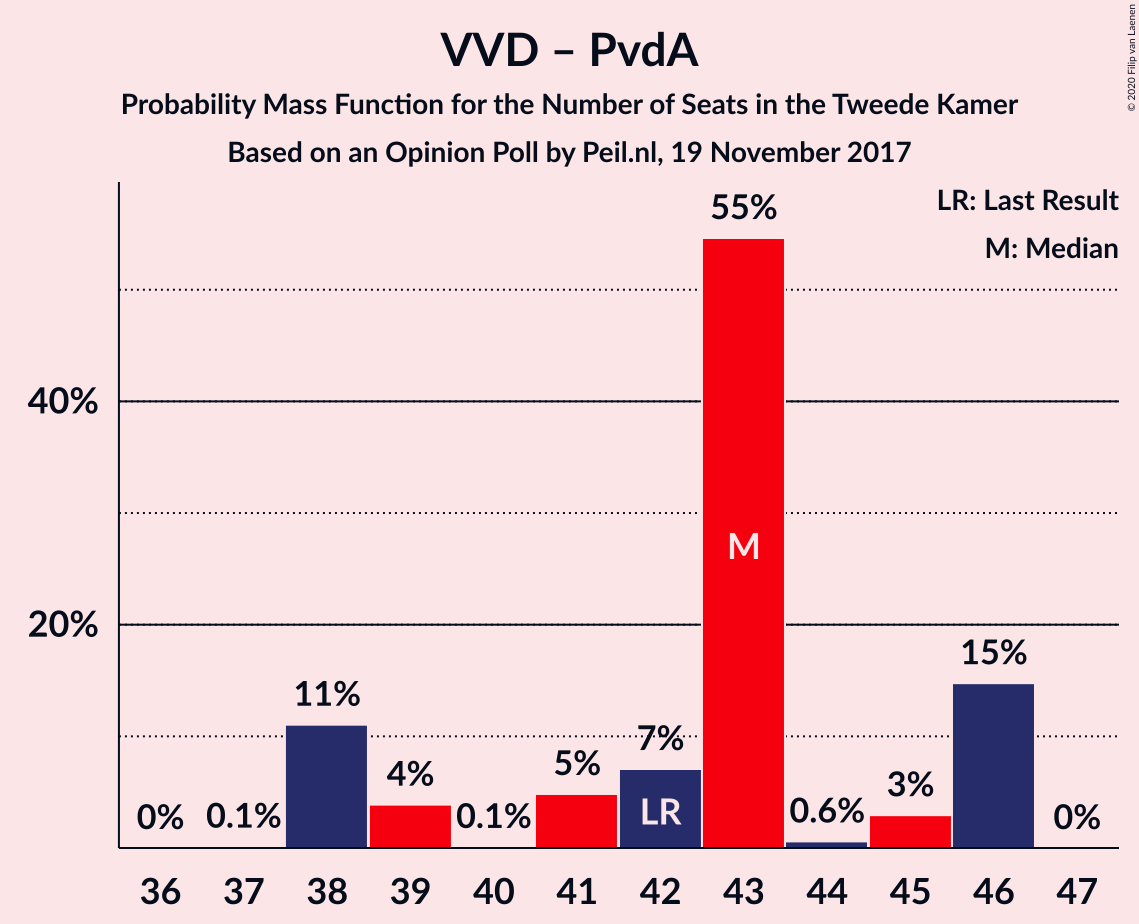 VVD – PvdA
Probability Mass Function for the Number of Seats in the Tweede Kamer
Based on an Opinion Poll by Peil.nl, 19 November 2017
© 2020 Filip van Laenen
LR: Last Result
M: Median
40%
20%
0%
0.1%
11%
4%
0.1%
5%
7%
55%
0.6%
3%
15%
0%
LR
M
36 37 38 39 40 41 42 43 44 45 46 47